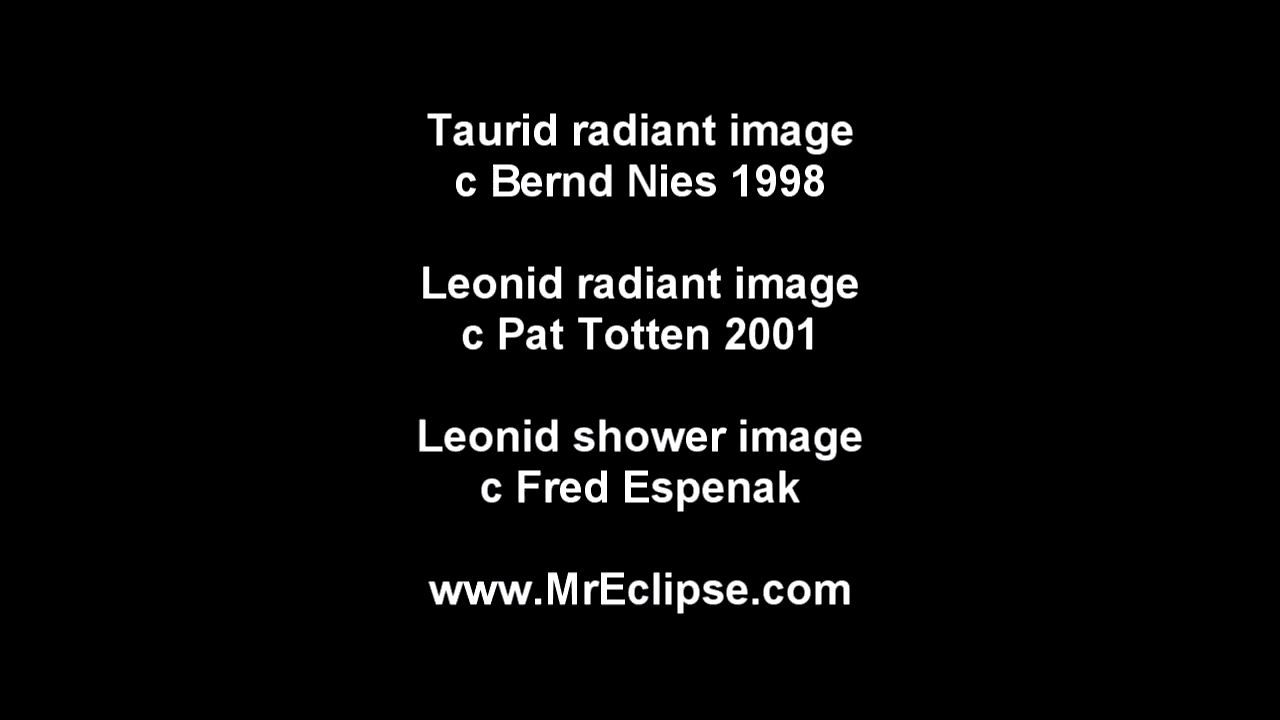 Taurid radiant image
c Bernd Nies 1998
Leonid radiant image
c Pat Totten 2001
Leonid shower image
c Fred Espenak
www.MrEclipse.com